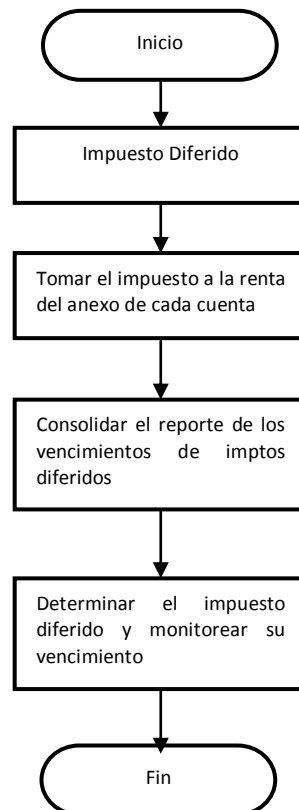 Inicio
Impuesto Diferido
Tomar el impuesto a la renta
del anexo de cada cuenta
Consolidar el reporte de los
vencimientos de imptos
diferidos
Determinar el impuesto
diferido y monitorear su
vencimiento
Fin